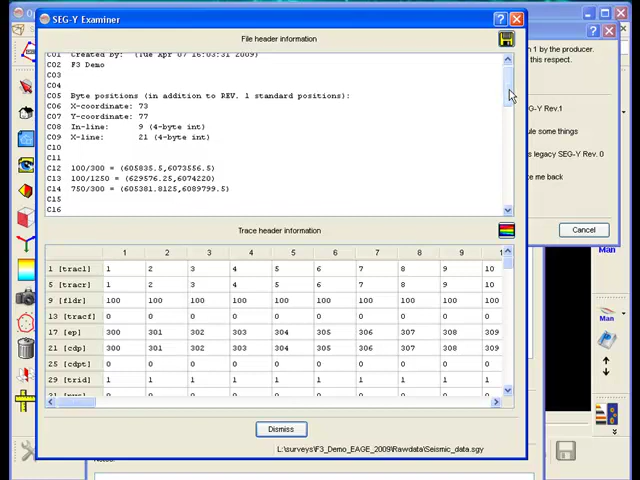 SEG-Y Examiner
File header information
C01 Created by: (Tue Apr 07 16:03:31 2009)
C02 F3 Demo
C03
C04
C05 Byte positions (in addition to REV. 1 standard positions):
C06 X-coordinate: 73
C07 Y-coordinate: 77
C08 In-line: 9 (4-byte int)
C09 X-line: 21 (4-byte int)
C10
C11
C12 100/300 = (605835.5,6073556.5)
C13 100/1250 = (629576.25,6074220)
C14 750/300 = (605381.8125,6089799.5)
C15
C16
Trace header information
1 2 3 4 5 6 7 8 9 1
1 [tracl] 1 2 3 4 5 6 7 8 9 10
5 [tracr] 1 2 3 4 5 6 7 8 9 10
9 [fldr] 100 100 100 100 100 100 100 100 100 100
13 [tracf] 0 0 0 0 0 0 0 0 0 0
17 [ep] 300 301 302 303 304 305 306 307 308 309
21 [cdp] 300 301 302 303 304 305 306 307 308 309
25 [cdpt] 0 0 0 0 0 0 0 0 0 0
29 [trid] 1 1 1 1 1 1 1 1 1 1
Dismiss
L:\surveys\F3_Demo_EAGE_2009\Rawdata\Seismic_data.sgy
1 by the producer.
this respect.
SEG-Y Rev.1
ule some things
s legacy SEG-Y Rev. 0
te me back
Cancel
Man
Man